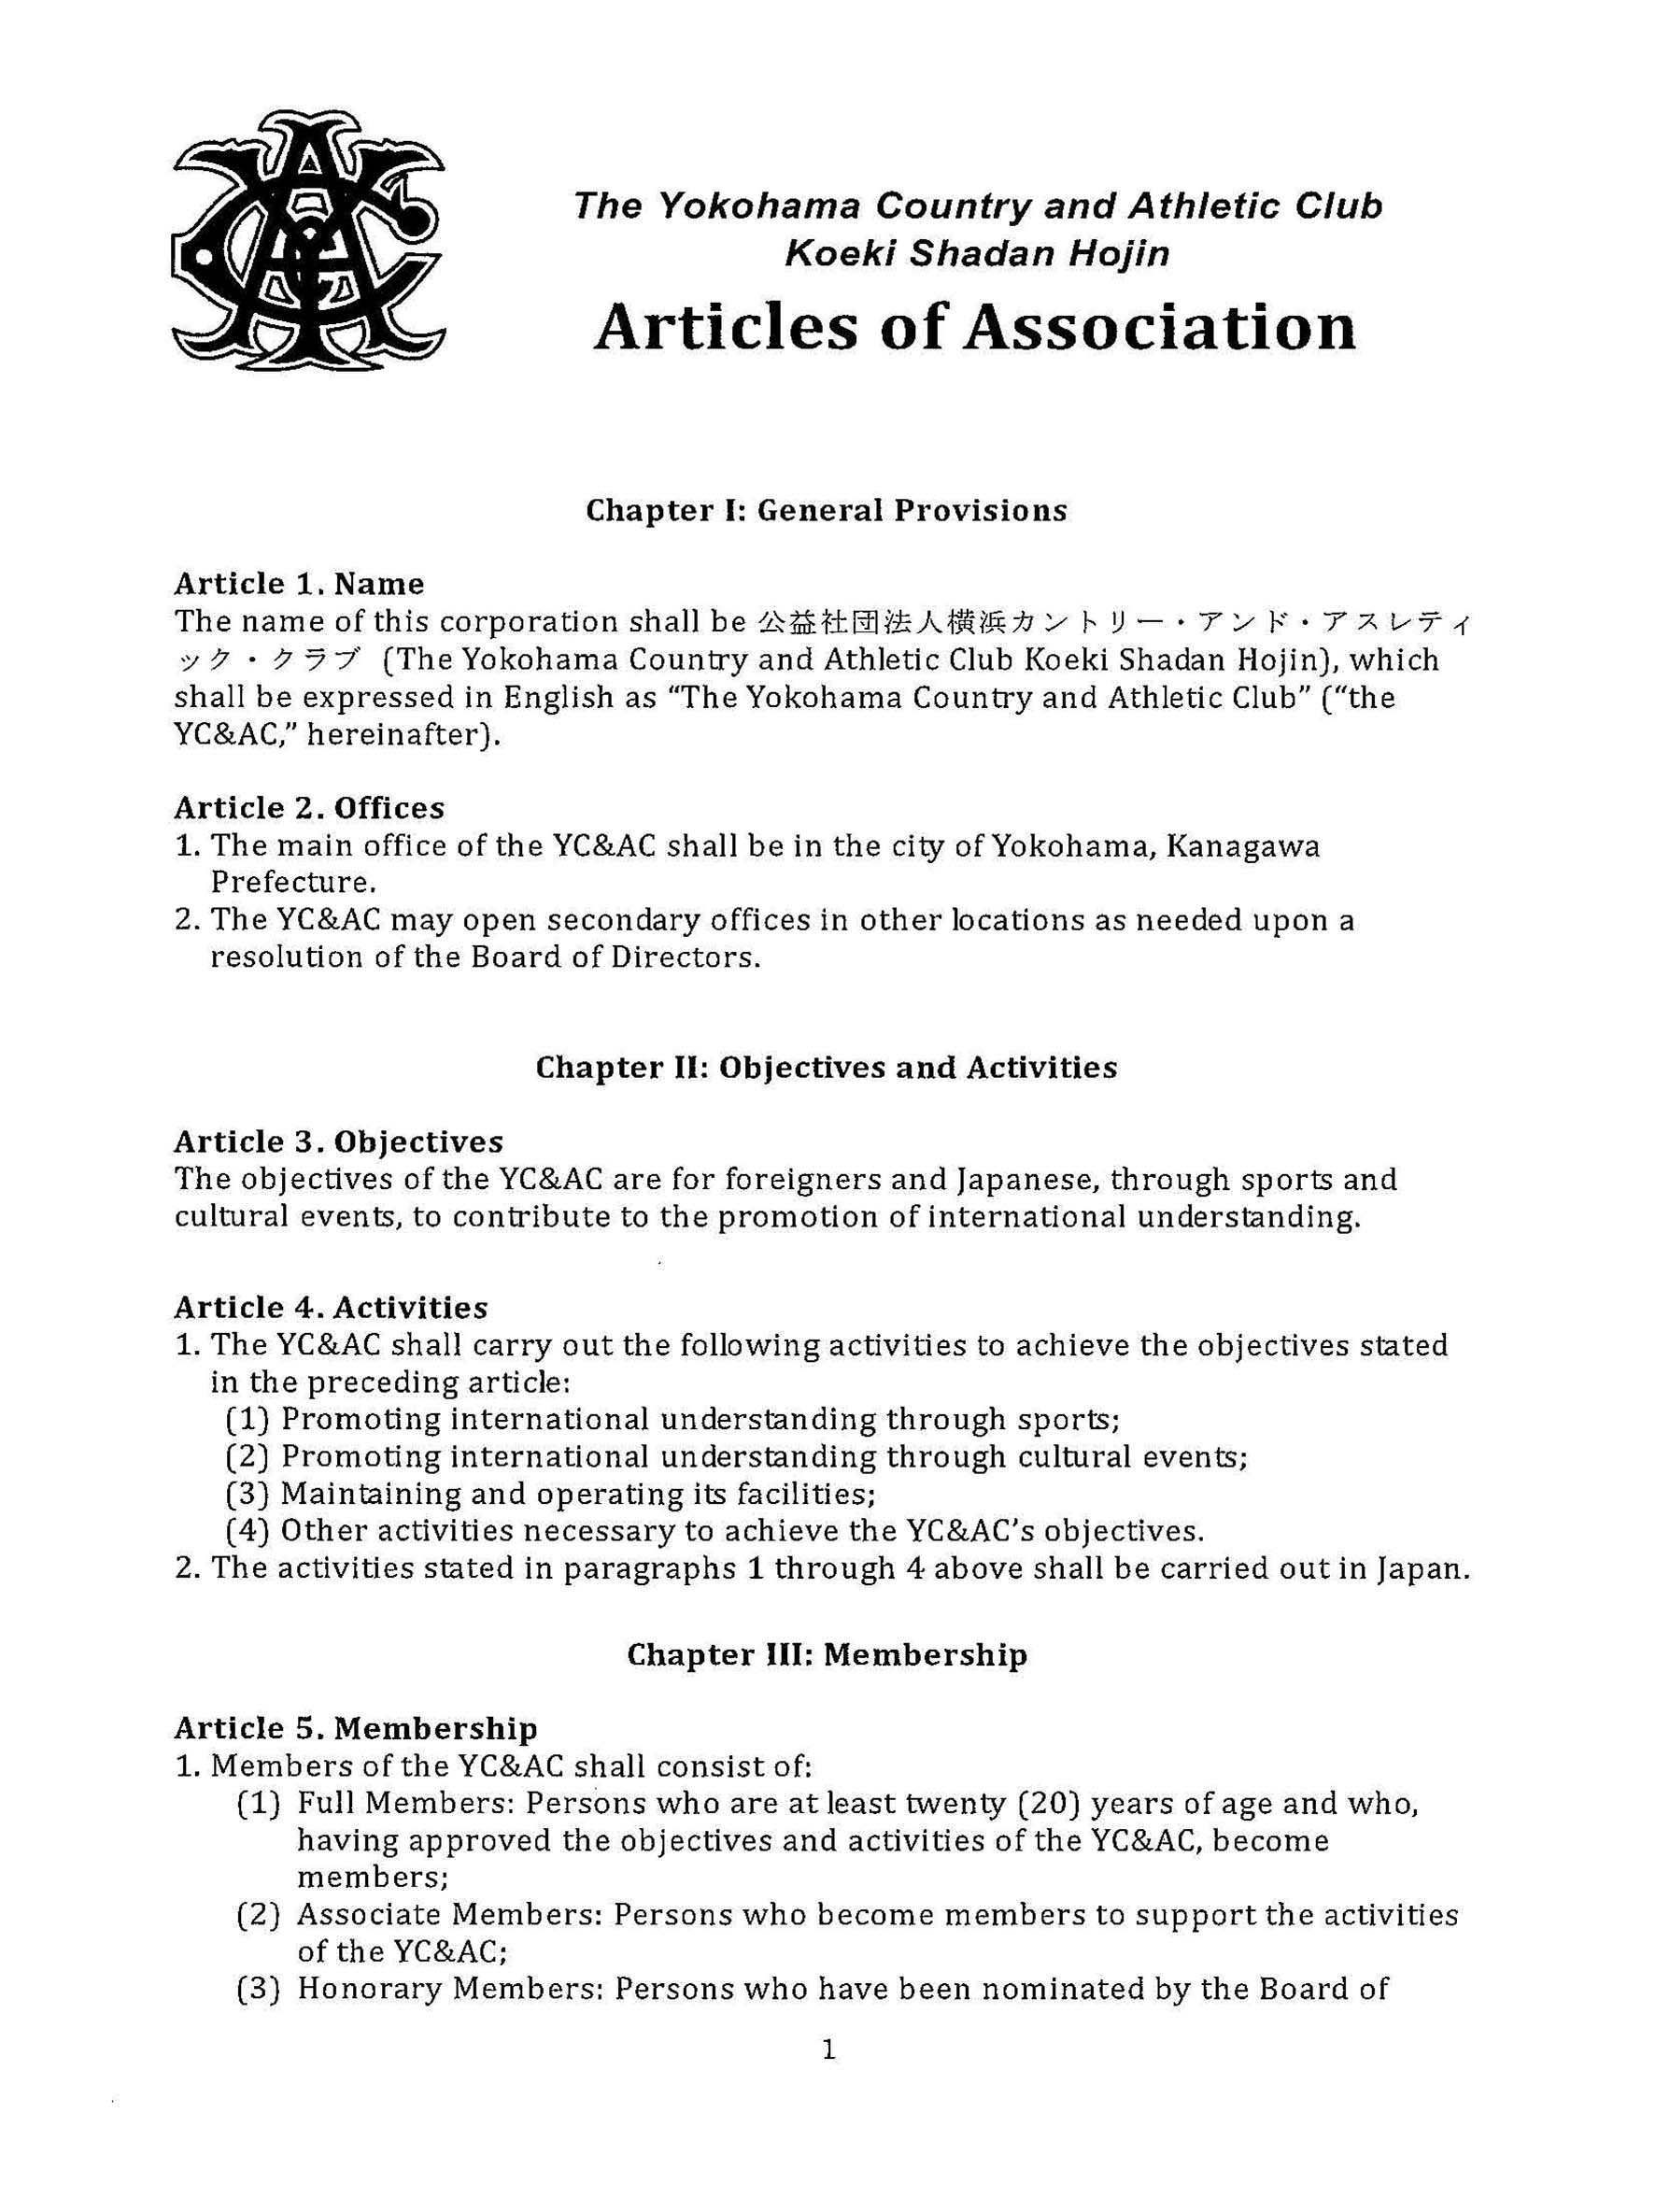 The Yokohama Country and Athletic Club
Koeki Shadan Hojin
Articles of Association
Chapter I: General Provisions
Article 1. Name
The name of this corporation shall be 公益社団法人横浜カントリー・アンド・アスレティ
ック・クラブ (The Yokohama Country and Athletic Club Koeki Shadan Hojin), which
shall be expressed in English as “The Yokohama Country and Athletic Club” (“the
YC&AC,” hereinafter).
Article 2. Offices
1. The main office of the YC&AC shall be in the city of Yokohama, Kanagawa
Prefecture.
2. The YC&AC may open secondary offices in other locations as needed upon a
resolution of the Board of Directors.
Chapter II: Objectives and Activities
Article 3. Objectives
The objectives of the YC&AC are for foreigners and Japanese, through sports and
cultural events, to contribute to the promotion of international understanding.
Article 4. Activities
1. The YC&AC shall carry out the following activities to achieve the objectives stated
in the preceding article:
(1) Promoting international understanding through sports;
(2) Promoting international understanding through cultural events;
(3) Maintaining and operating its facilities;
(4) Other activities necessary to achieve the YC&AC’s objectives.
2. The activities stated in paragraphs 1 through 4 above shall be carried out in Japan.
Chapter III: Membership
Article 5. Membership
1. Members of the YC&AC shall consist of:
(1) Full Members: Persons who are at least twenty (20) years of age and who,
having approved the objectives and activities of the YC&AC, become
members;
(2) Associate Members: Persons who become members to support the activities
of the YC&AC;
(3) Honorary Members: Persons who have been nominated by the Board of
1